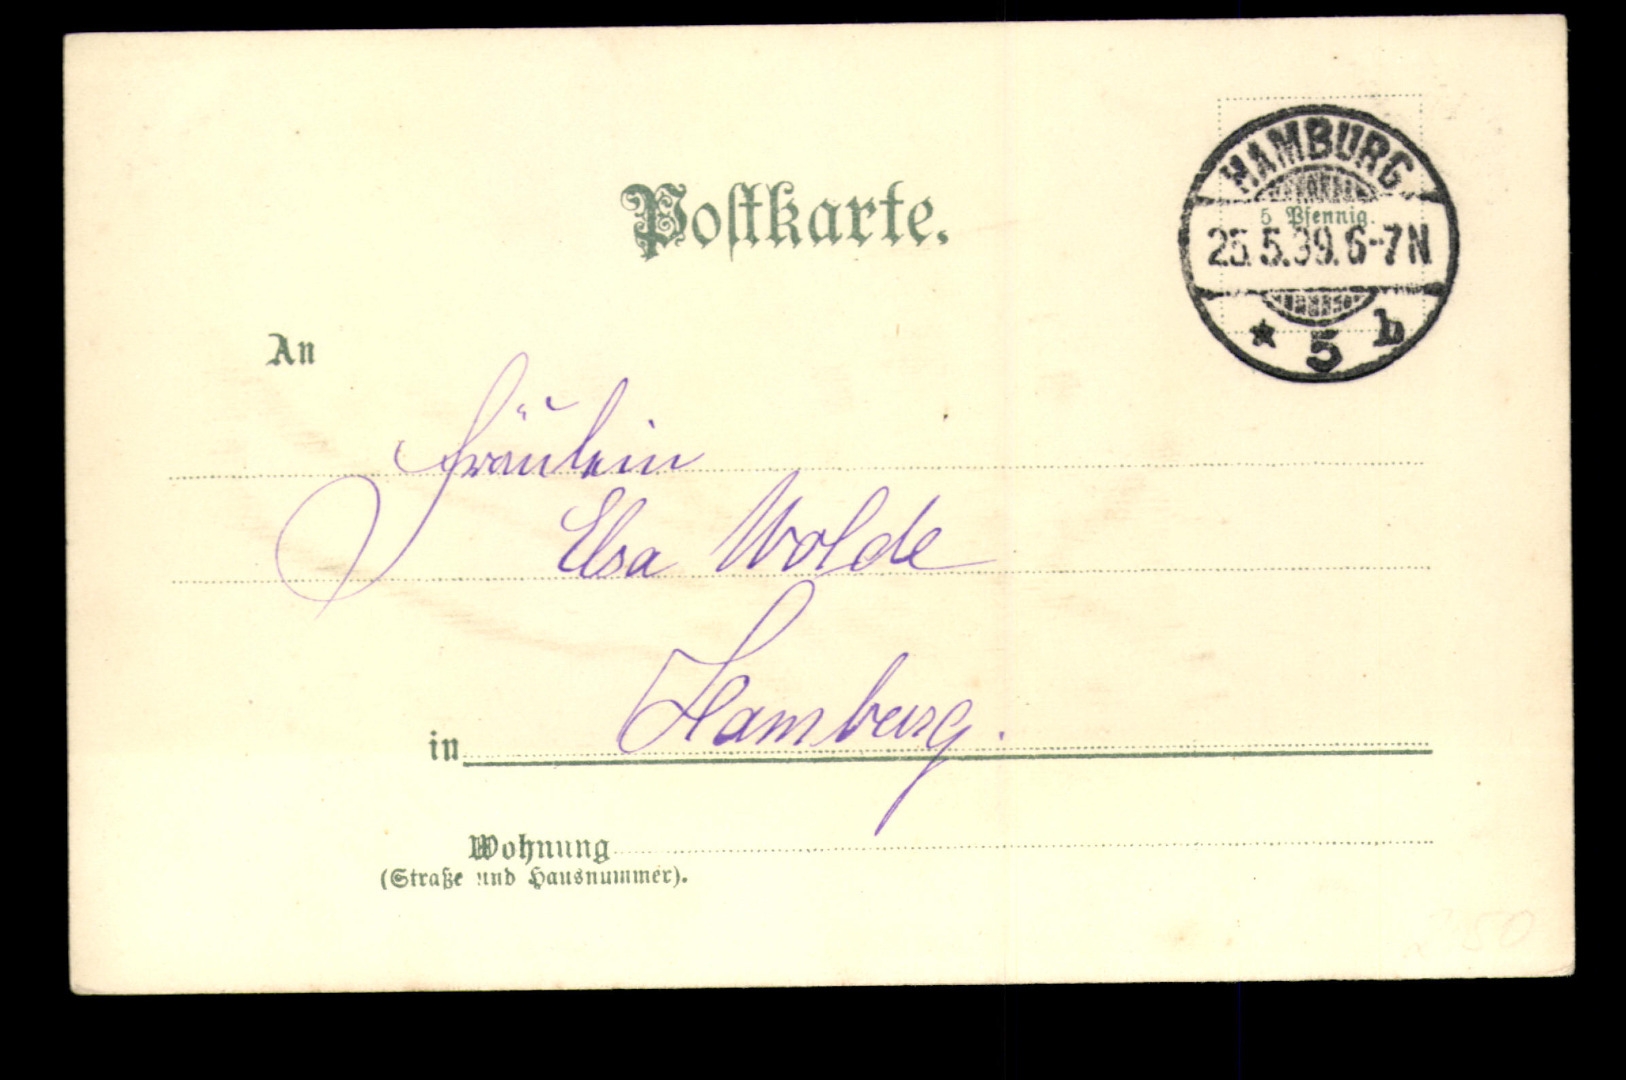 Postkarte.
HAMBURG
5 Pfennig.
25.5.99.6-7N
* 5 b
An
Fräulein
Elsa Wolde
in Hamburg.
Wohnung
(Straße und Hausnummer).